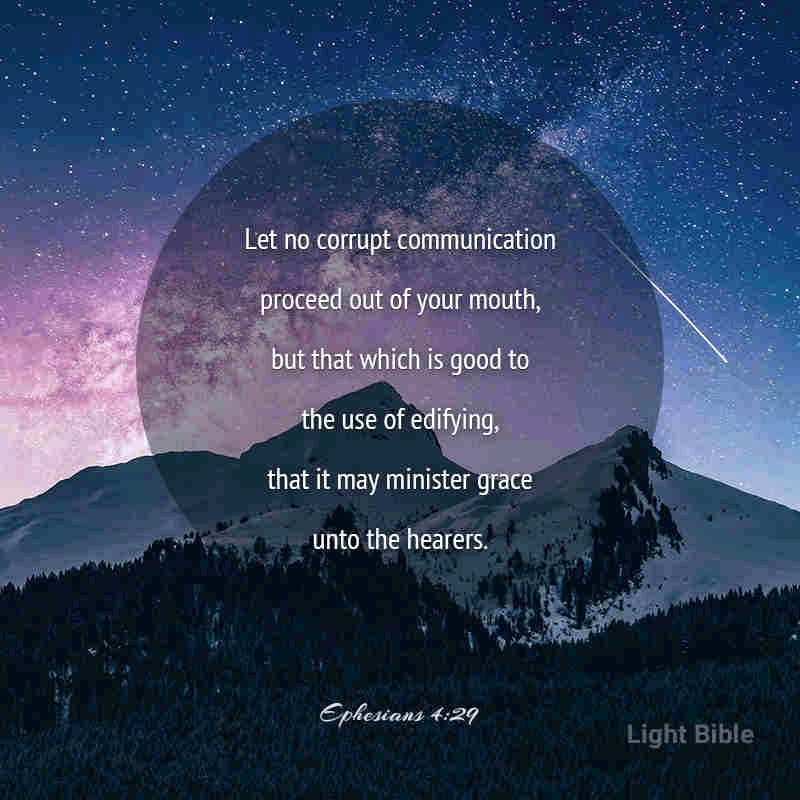 Let no corrupt communication
proceed out of your mouth,
but that which is good to
the use of edifying,
that it may minister grace
unto the hearers.
Ephesians 4:29
Light Bible